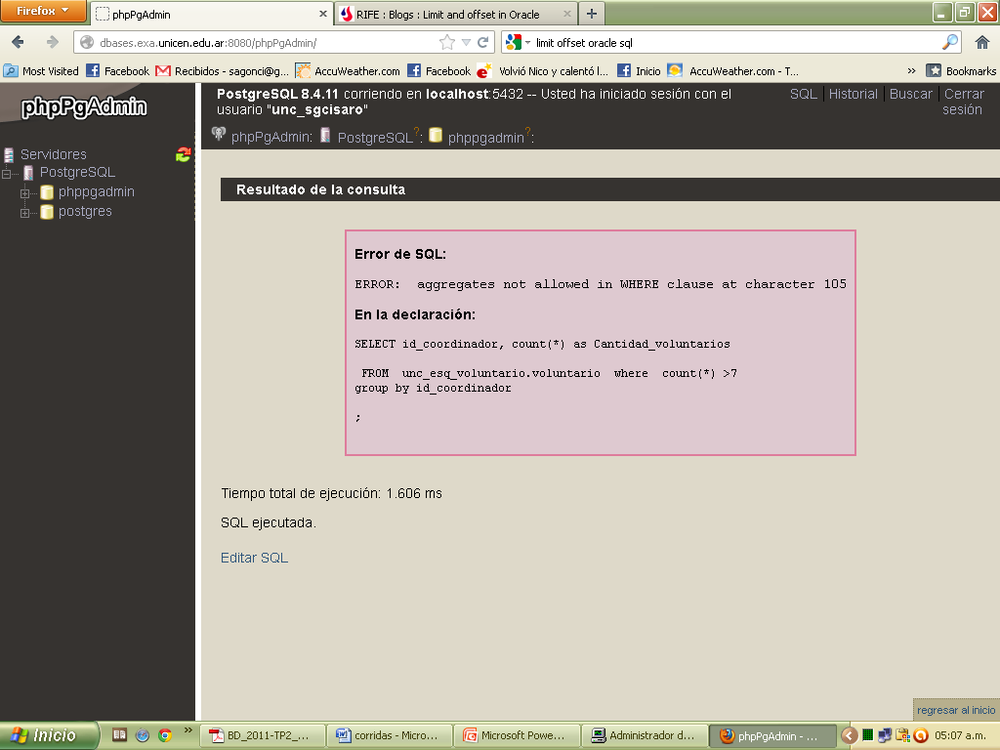 Firefox
phpPgAdmin
RIFE : Blogs : Limit and offset in Oracle
dbases.exa.unicen.edu.ar:8080/phpPgAdmin/
limit offset oracle sql
Most Visited
Facebook
Recibidos - sagonci@g...
AccuWeather.com
Facebook
Volvió Nico y calentó l...
Inicio
AccuWeather.com - T...
»
Bookmarks
phpPgAdmin
Servidores
PostgreSQL
phppgadmin
postgres
PostgreSQL 8.4.11 corriendo en localhost:5432 -- Usted ha iniciado sesión con el
usuario "unc_sgcisaro"
SQL | Historial | Buscar | Cerrar
sesión
phpPgAdmin: PostgreSQL?: phppgadmin?:
Resultado de la consulta
Error de SQL:
ERROR:  aggregates not allowed in WHERE clause at character 105
En la declaración:
SELECT id_coordinador, count(*) as Cantidad_voluntarios
FROM  unc_esq_voluntario.voluntario  where  count(*) >7
group by id_coordinador
;
Tiempo total de ejecución: 1.606 ms
SQL ejecutada.
Editar SQL
regresar al inicio
Inicio
»
BD_2011-TP2_...
corridas - Micro...
Microsoft Powe...
Administrador d...
phpPgAdmin - ...
05:07 a.m.